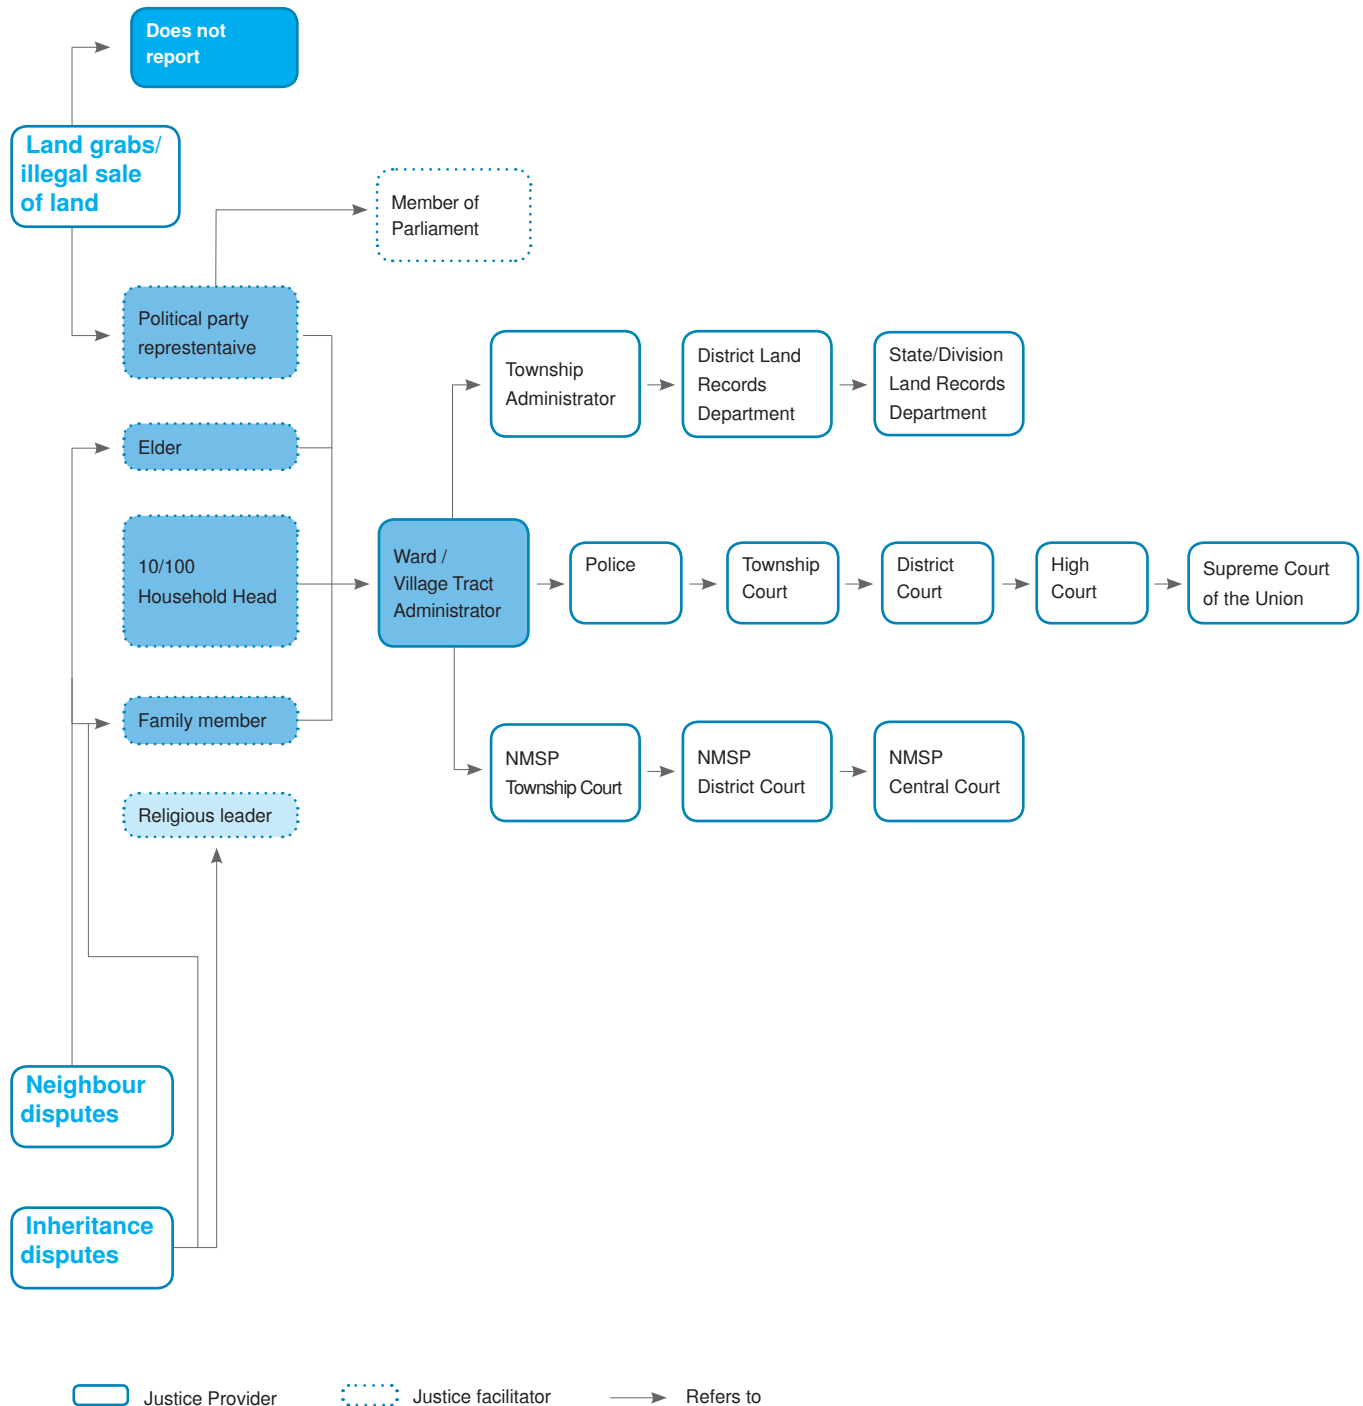 Does not
report
Land grabs/
illegal sale
of land
Member of
Parliament
Political party
represtentaive
Township
Administrator
District Land
Records
Department
State/Division
Land Records
Department
Elder
10/100
Household Head
Ward /
Village Tract
Administrator
Police
Township
Court
District
Court
High
Court
Supreme Court
of the Union
Family member
NMSP
Township Court
NMSP
District Court
NMSP
Central Court
Religious leader
Neighbour
disputes
Inheritance
disputes
Justice Provider
Justice facilitator
Refers to